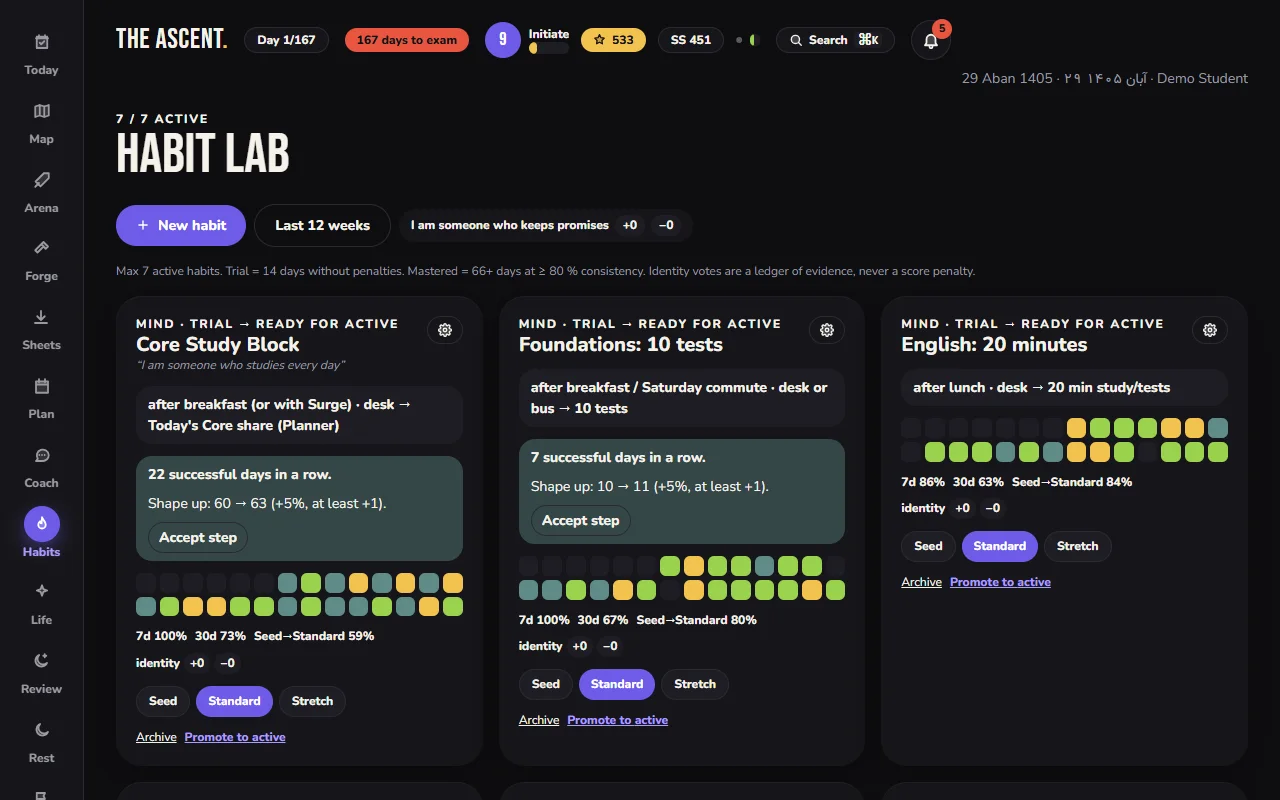 THE ASCENT.
Day 1/167
167 days to exam
9
Initiate
533
SS 451
Search ⌘K
5
29 Aban 1405 · ۲۹ آبان ۱۴۰۵ · Demo Student
Today
Map
Arena
Forge
Sheets
Plan
Coach
Habits
Life
Review
Rest
7 / 7 ACTIVE
HABIT LAB
+ New habit
Last 12 weeks
I am someone who keeps promises +0 −0
Max 7 active habits. Trial = 14 days without penalties. Mastered = 66+ days at ≥ 80 % consistency. Identity votes are a ledger of evidence, never a score penalty.
MIND · TRIAL → READY FOR ACTIVE
Core Study Block
“I am someone who studies every day”
after breakfast (or with Surge) · desk →
Today's Core share (Planner)
22 successful days in a row.
Shape up: 60 → 63 (+5%, at least +1).
Accept step
7d 100% 30d 73% Seed→Standard 59%
identity +0 −0
Seed Standard Stretch
Archive Promote to active
MIND · TRIAL → READY FOR ACTIVE
Foundations: 10 tests
after breakfast / Saturday commute · desk or
bus → 10 tests
7 successful days in a row.
Shape up: 10 → 11 (+5%, at least +1).
Accept step
7d 100% 30d 67% Seed→Standard 80%
identity +0 −0
Seed Standard Stretch
Archive Promote to active
MIND · TRIAL → READY FOR ACTIVE
English: 20 minutes
after lunch · desk → 20 min study/tests
7d 86% 30d 63% Seed→Standard 84%
identity +0 −0
Seed Standard Stretch
Archive Promote to active